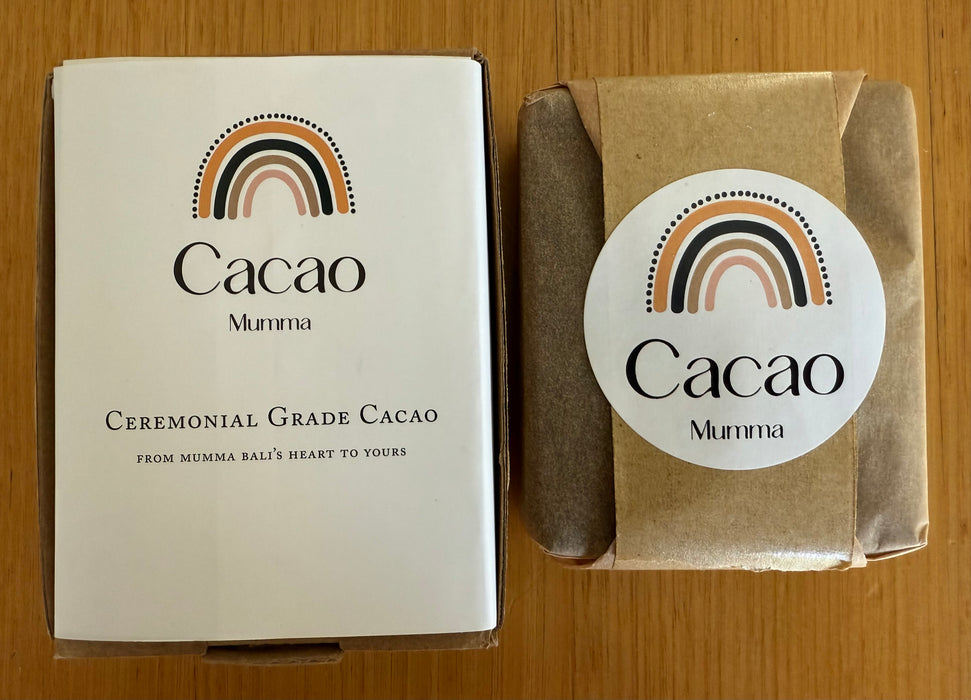 Cacao
Mumma
Ceremonial Grade Cacao
from mumma bali's heart to yours
Cacao
Mumma